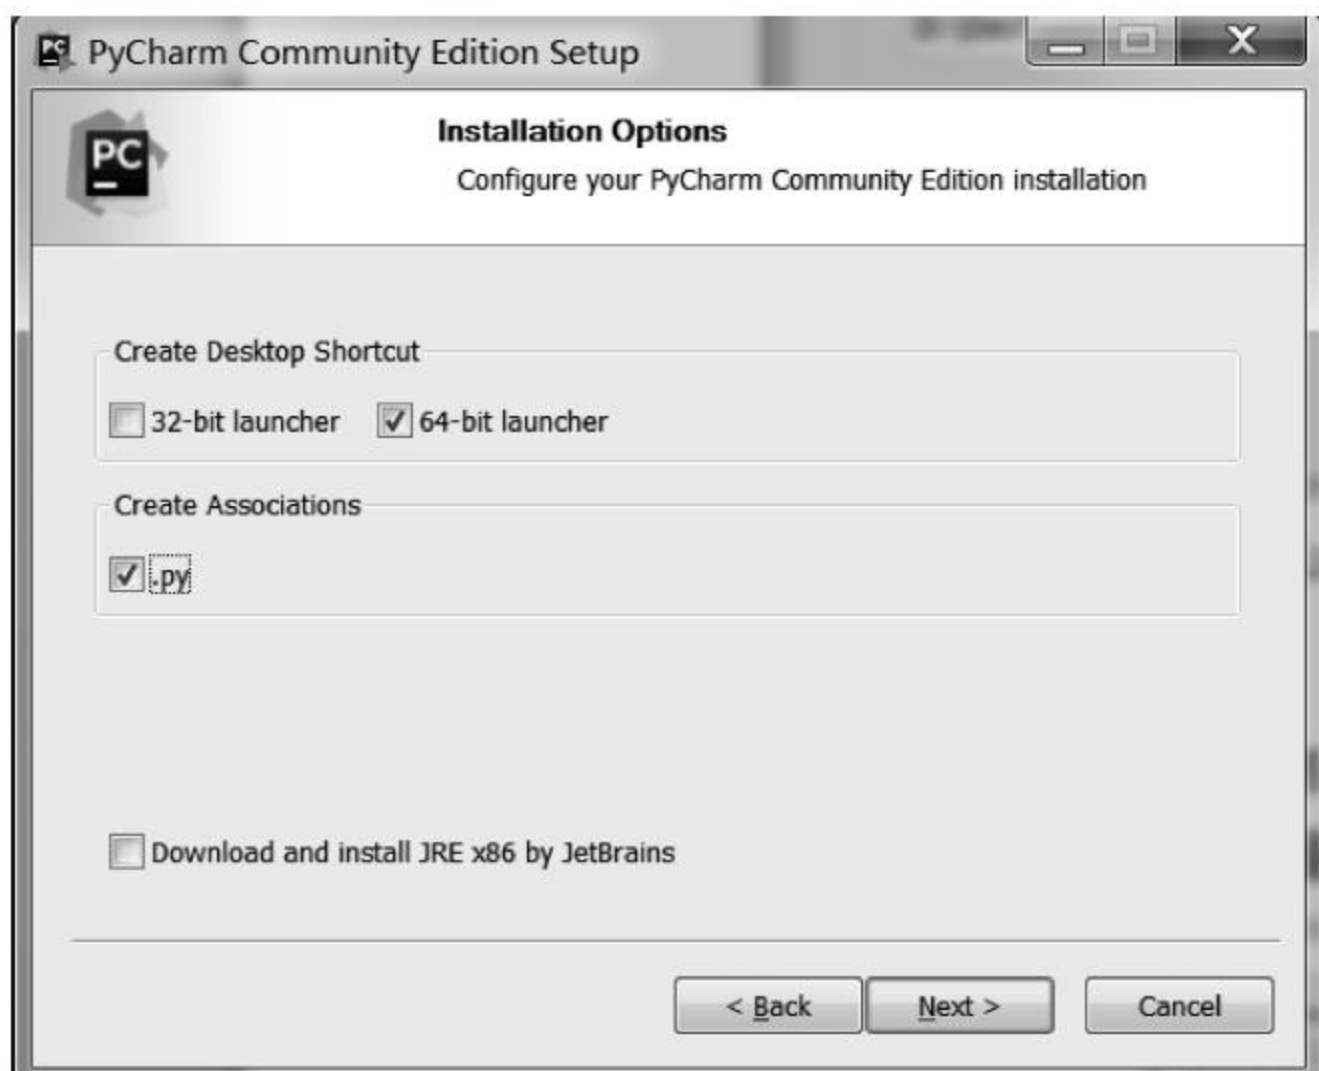 PC PyCharm Community Edition Setup
PC
Installation Options
Configure your PyCharm Community Edition installation
Create Desktop Shortcut
32-bit launcher 64-bit launcher
Create Associations
.py
Download and install JRE x86 by JetBrains
< Back Next > Cancel